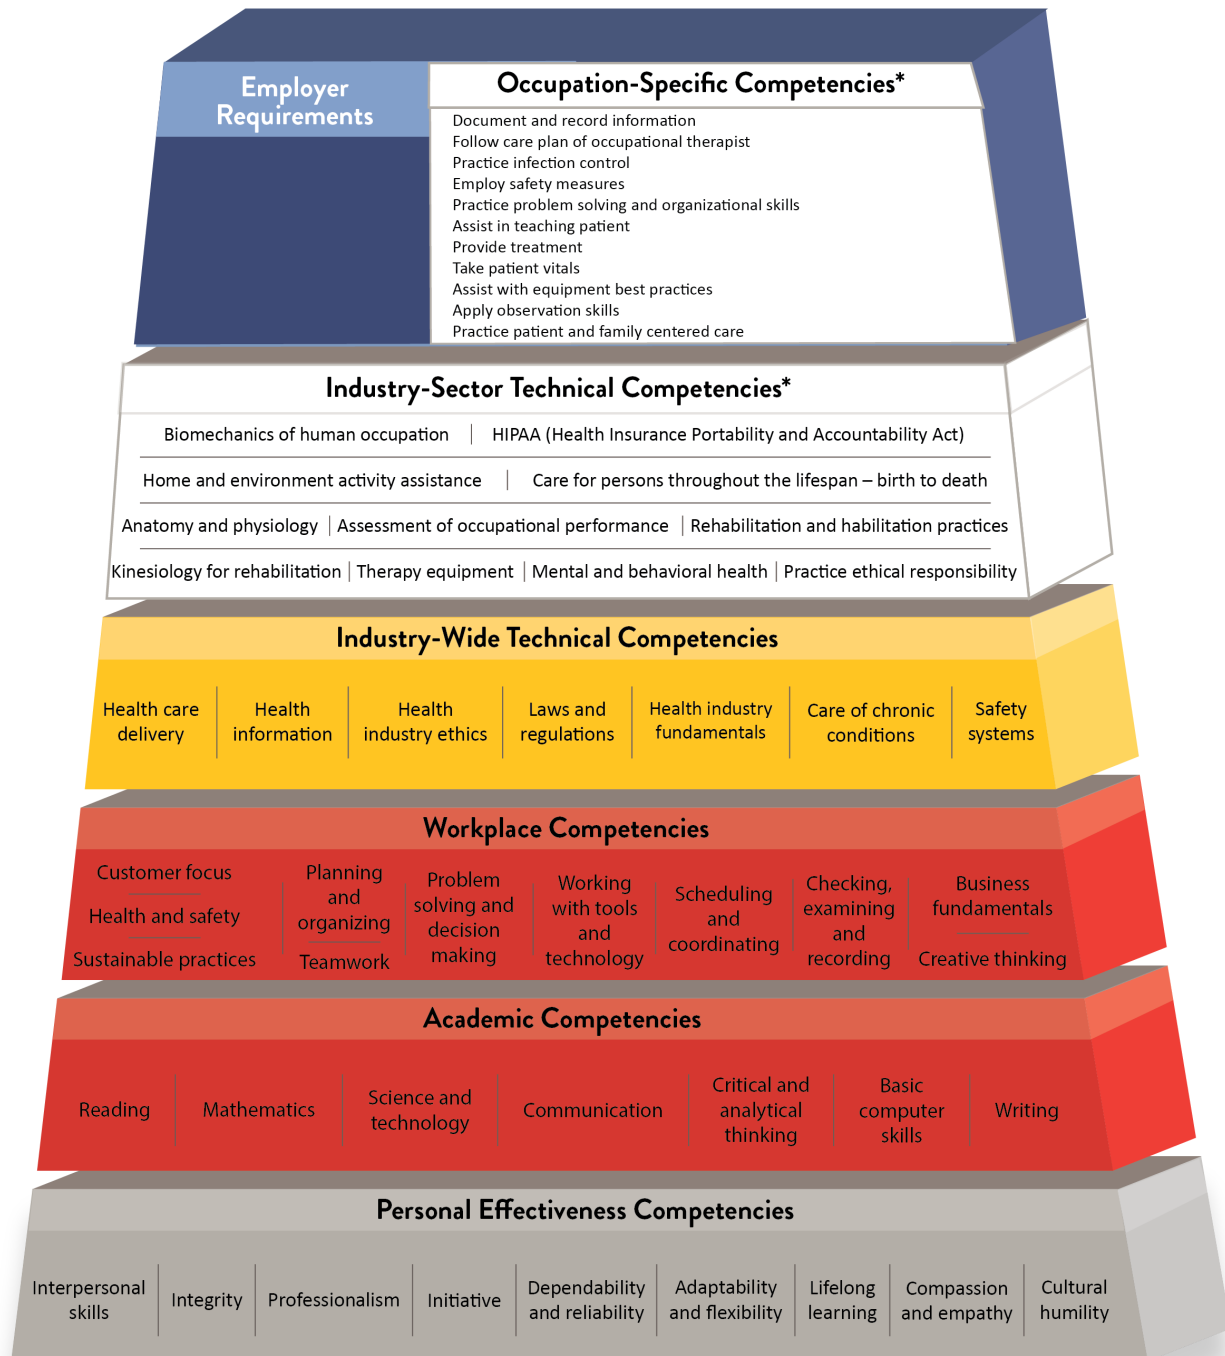 Employer
Requirements
Occupation-Specific Competencies*
Document and record information
Follow care plan of occupational therapist
Practice infection control
Employ safety measures
Practice problem solving and organizational skills
Assist in teaching patient
Provide treatment
Take patient vitals
Assist with equipment best practices
Apply observation skills
Practice patient and family centered care
Industry-Sector Technical Competencies*
Biomechanics of human occupation
HIPAA (Health Insurance Portability and Accountability Act)
Home and environment activity assistance
Care for persons throughout the lifespan – birth to death
Anatomy and physiology
Assessment of occupational performance
Rehabilitation and habilitation practices
Kinesiology for rehabilitation
Therapy equipment
Mental and behavioral health
Practice ethical responsibility
Industry-Wide Technical Competencies
Health care
delivery
Health
information
Health
industry ethics
Laws and
regulations
Health industry
fundamentals
Care of chronic
conditions
Safety
systems
Workplace Competencies
Customer focus
Health and safety
Sustainable practices
Planning
and
organizing
Teamwork
Problem
solving and
decision
making
Working
with tools
and
technology
Scheduling
and
coordinating
Checking,
examining
and
recording
Business
fundamentals
Creative thinking
Academic Competencies
Reading
Mathematics
Science and
technology
Communication
Critical and
analytical
thinking
Basic
computer
skills
Writing
Personal Effectiveness Competencies
Interpersonal
skills
Integrity
Professionalism
Initiative
Dependability
and reliability
Adaptability
and flexibility
Lifelong
learning
Compassion
and empathy
Cultural
humility